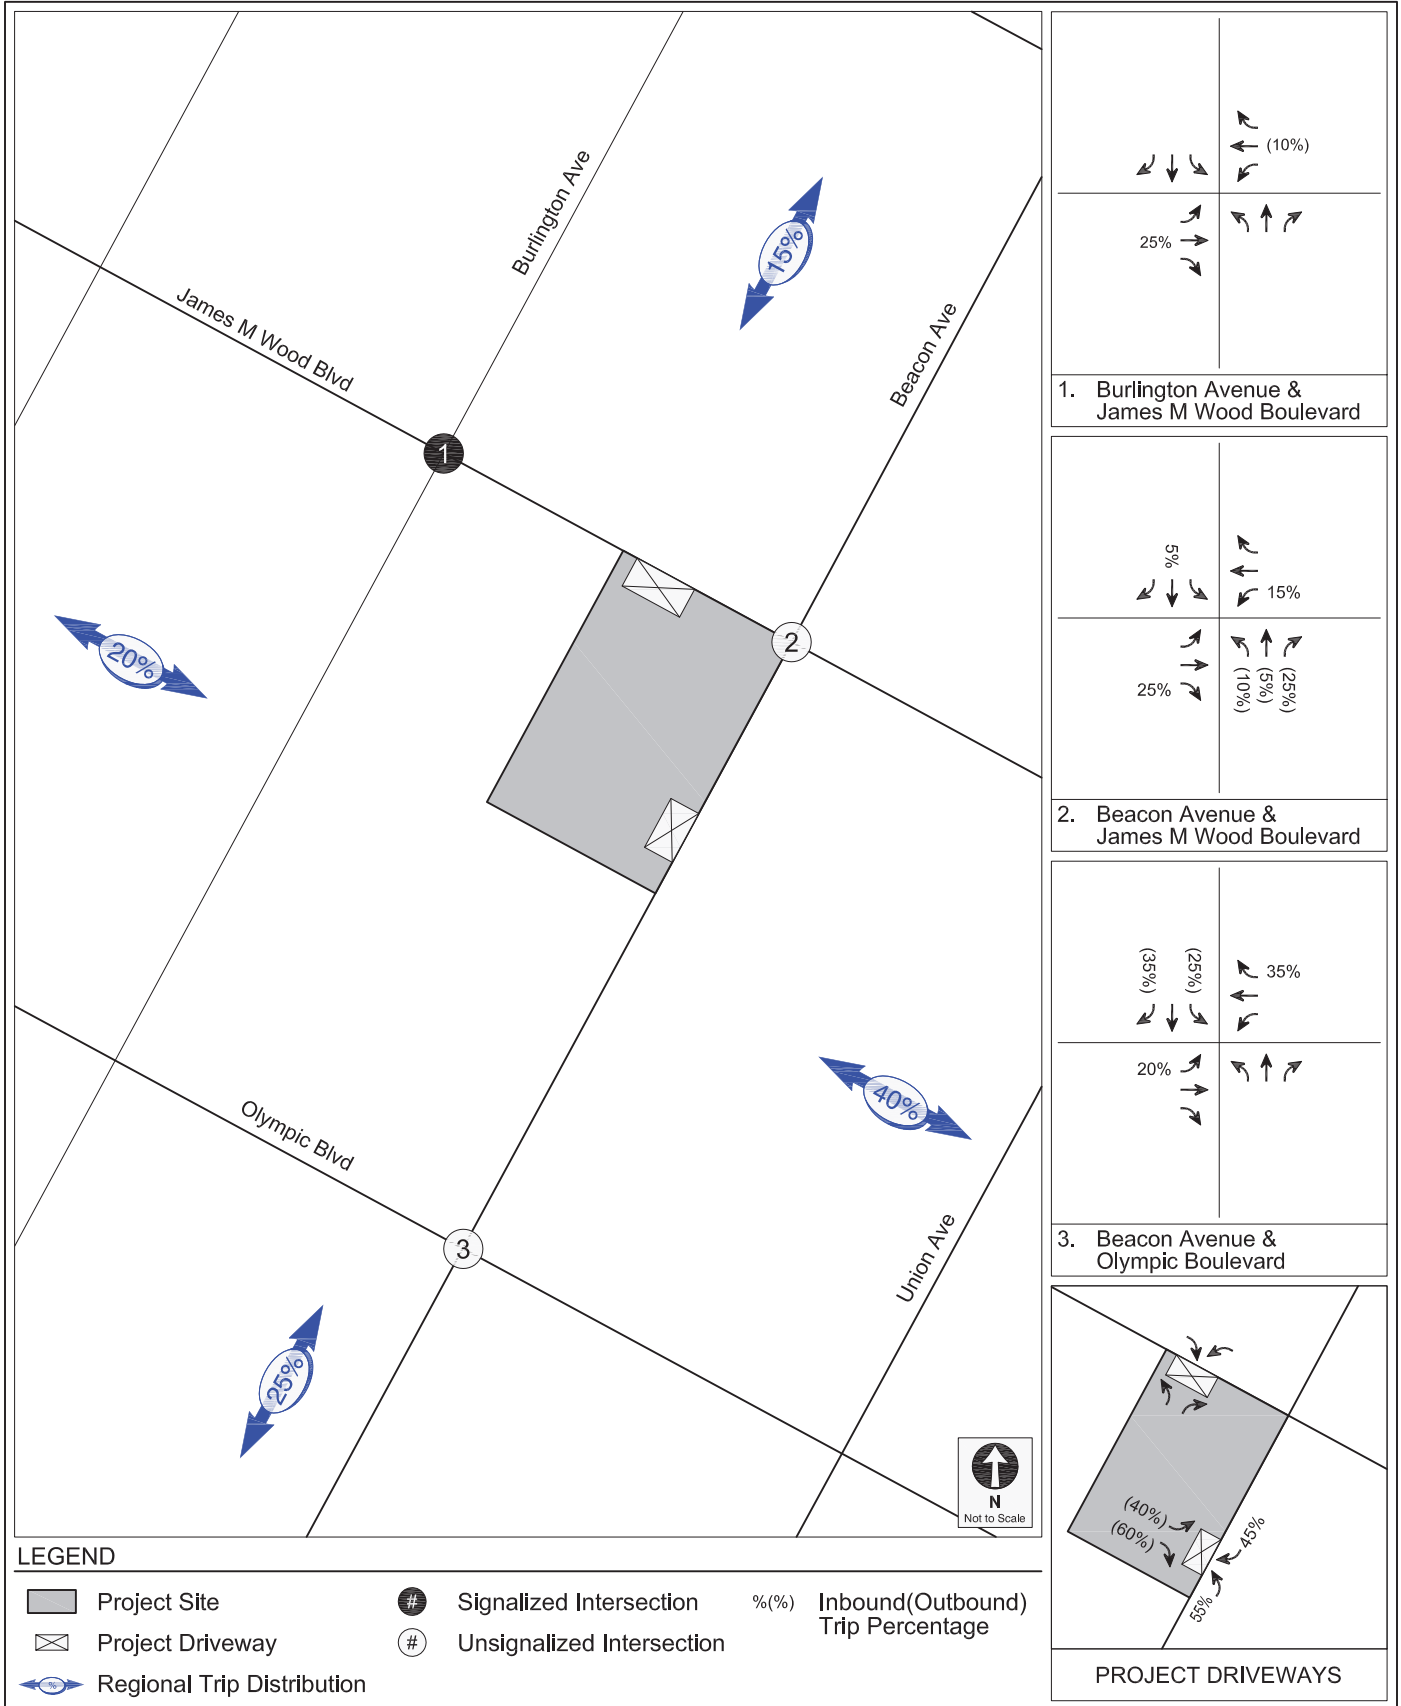 Burlington Ave
15%
James M Wood Blvd
Beacon Ave
1
2
20%
40%
Olympic Blvd
3
Union Ave
25%
N
Not to Scale
(10%)
25%
1. Burlington Avenue &
James M Wood Boulevard
5%
15%
25%
(10%)
(5%)
(25%)
2. Beacon Avenue &
James M Wood Boulevard
(35%)
(25%)
35%
20%
3. Beacon Avenue &
Olympic Boulevard
(40%)
(60%)
45%
55%
PROJECT DRIVEWAYS
LEGEND
Project Site
# Signalized Intersection
%(%) Inbound(Outbound)
Trip Percentage
Project Driveway
# Unsignalized Intersection
% Regional Trip Distribution